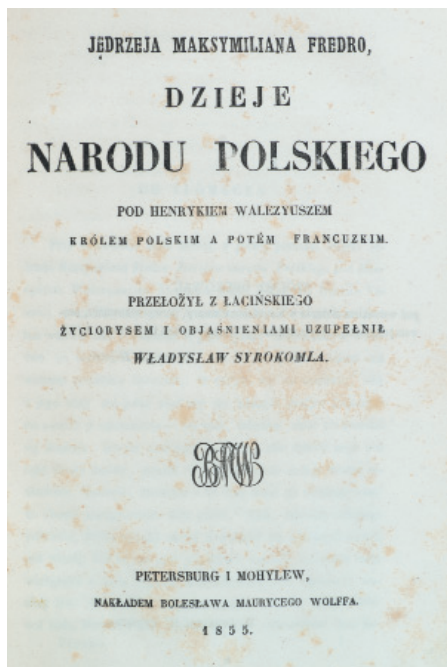 JĘDRZEJA MAKSYMILIANA FREDRO,
DZIEJE
NARODU POLSKIEGO
POD HENRYKIEM WALEZYUSZEM
KRÓLEM POLSKIM A POTÉM FRANCUZKIM.
PRZEŁOŻYŁ Z ŁACIŃSKIEGO
ŻYCIORYSEM I OBJAŚNIENIAMI UZUPEŁNIŁ
WŁADYSŁAW SYROKOMLA.
BMW
PETERSBURG I MOHYLEW,
NAKŁADEM BOLESŁAWA MAURYCEGO WOLFFA.
1855.